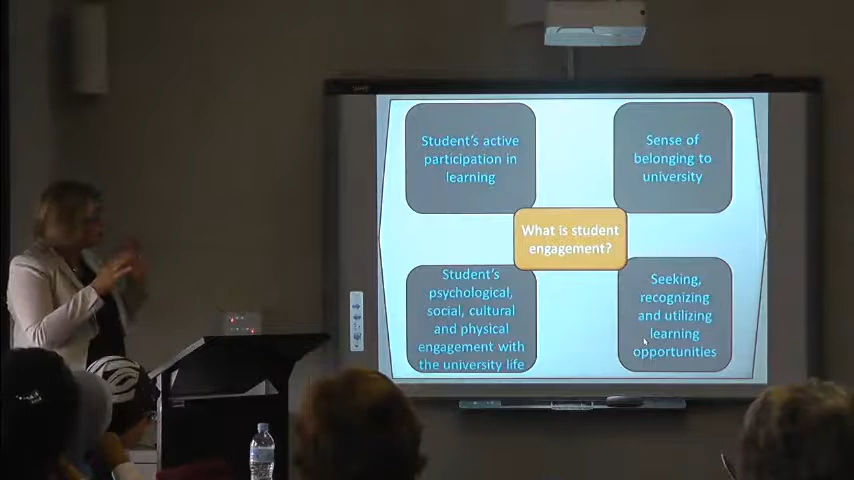 Student's active
participation in
learning
Sense of
belonging to
university
What is student
engagement?
Student's
psychological,
social, cultural
and physical
engagement with
the university life
Seeking,
recognizing
and utilizing
learning
opportunities